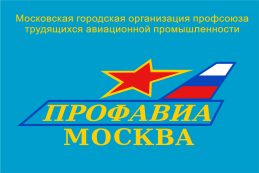 Московская городская организация профсоюза
трудящихся авиационной промышленности
ПРОФАВИА
МОСКВА